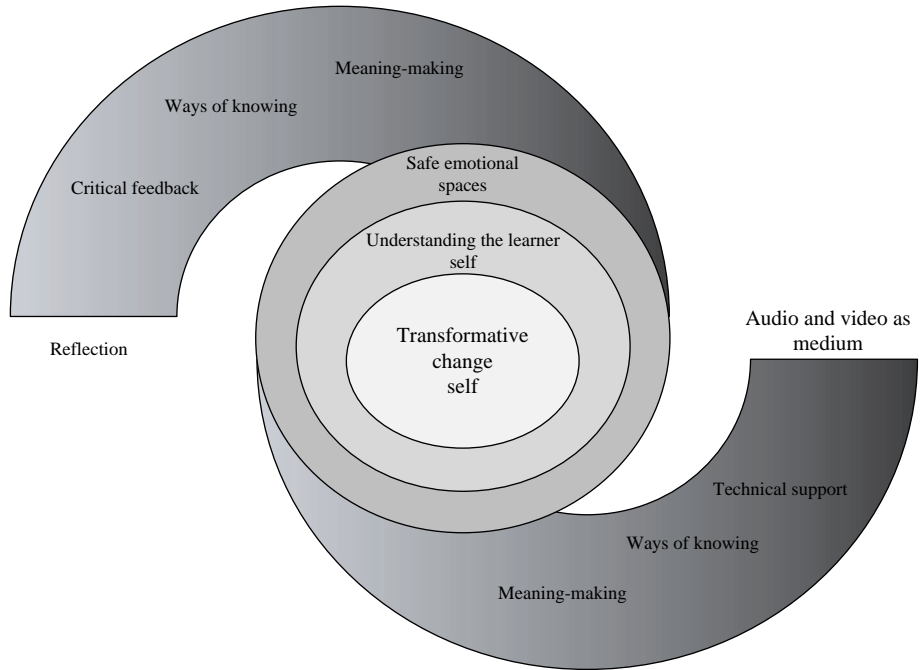 Meaning-making
Ways of knowing
Critical feedback
Reflection
Safe emotional
spaces
Understanding the learner
self
Transformative
change
self
Audio and video as
medium
Technical support
Ways of knowing
Meaning-making